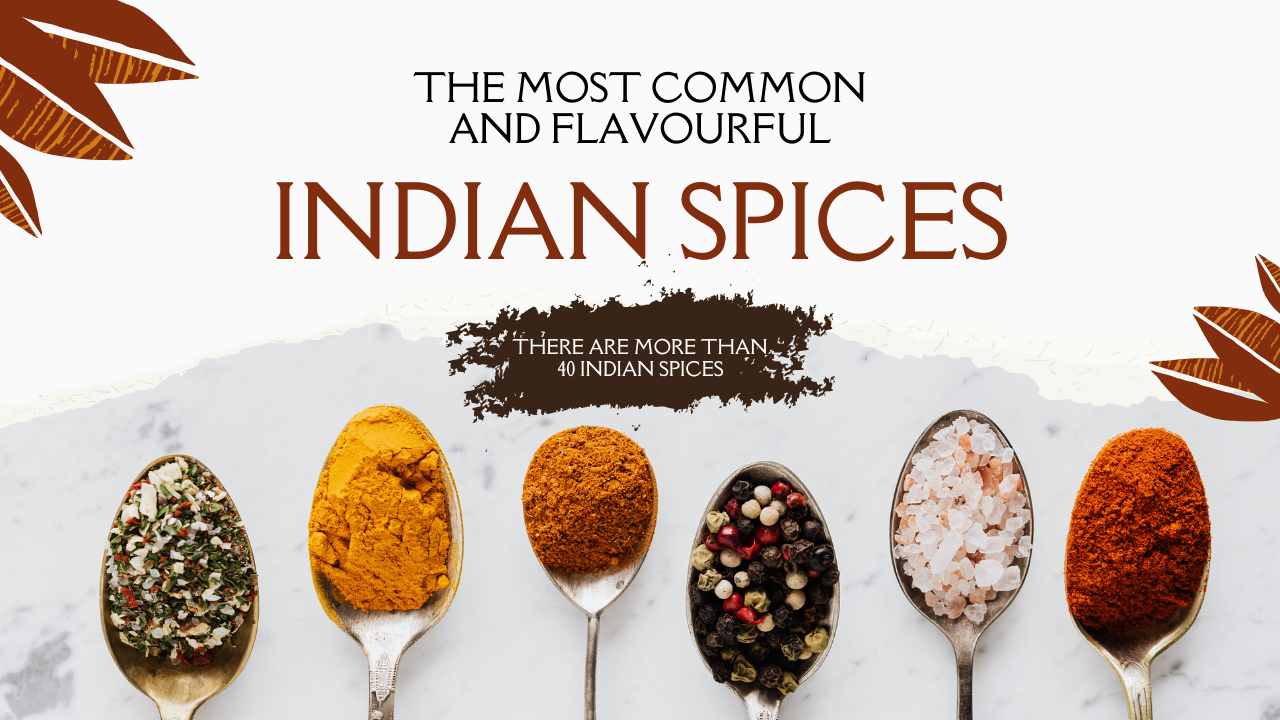 THE MOST COMMON
AND FLAVOURFUL
INDIAN SPICES
THERE ARE MORE THAN
40 INDIAN SPICES